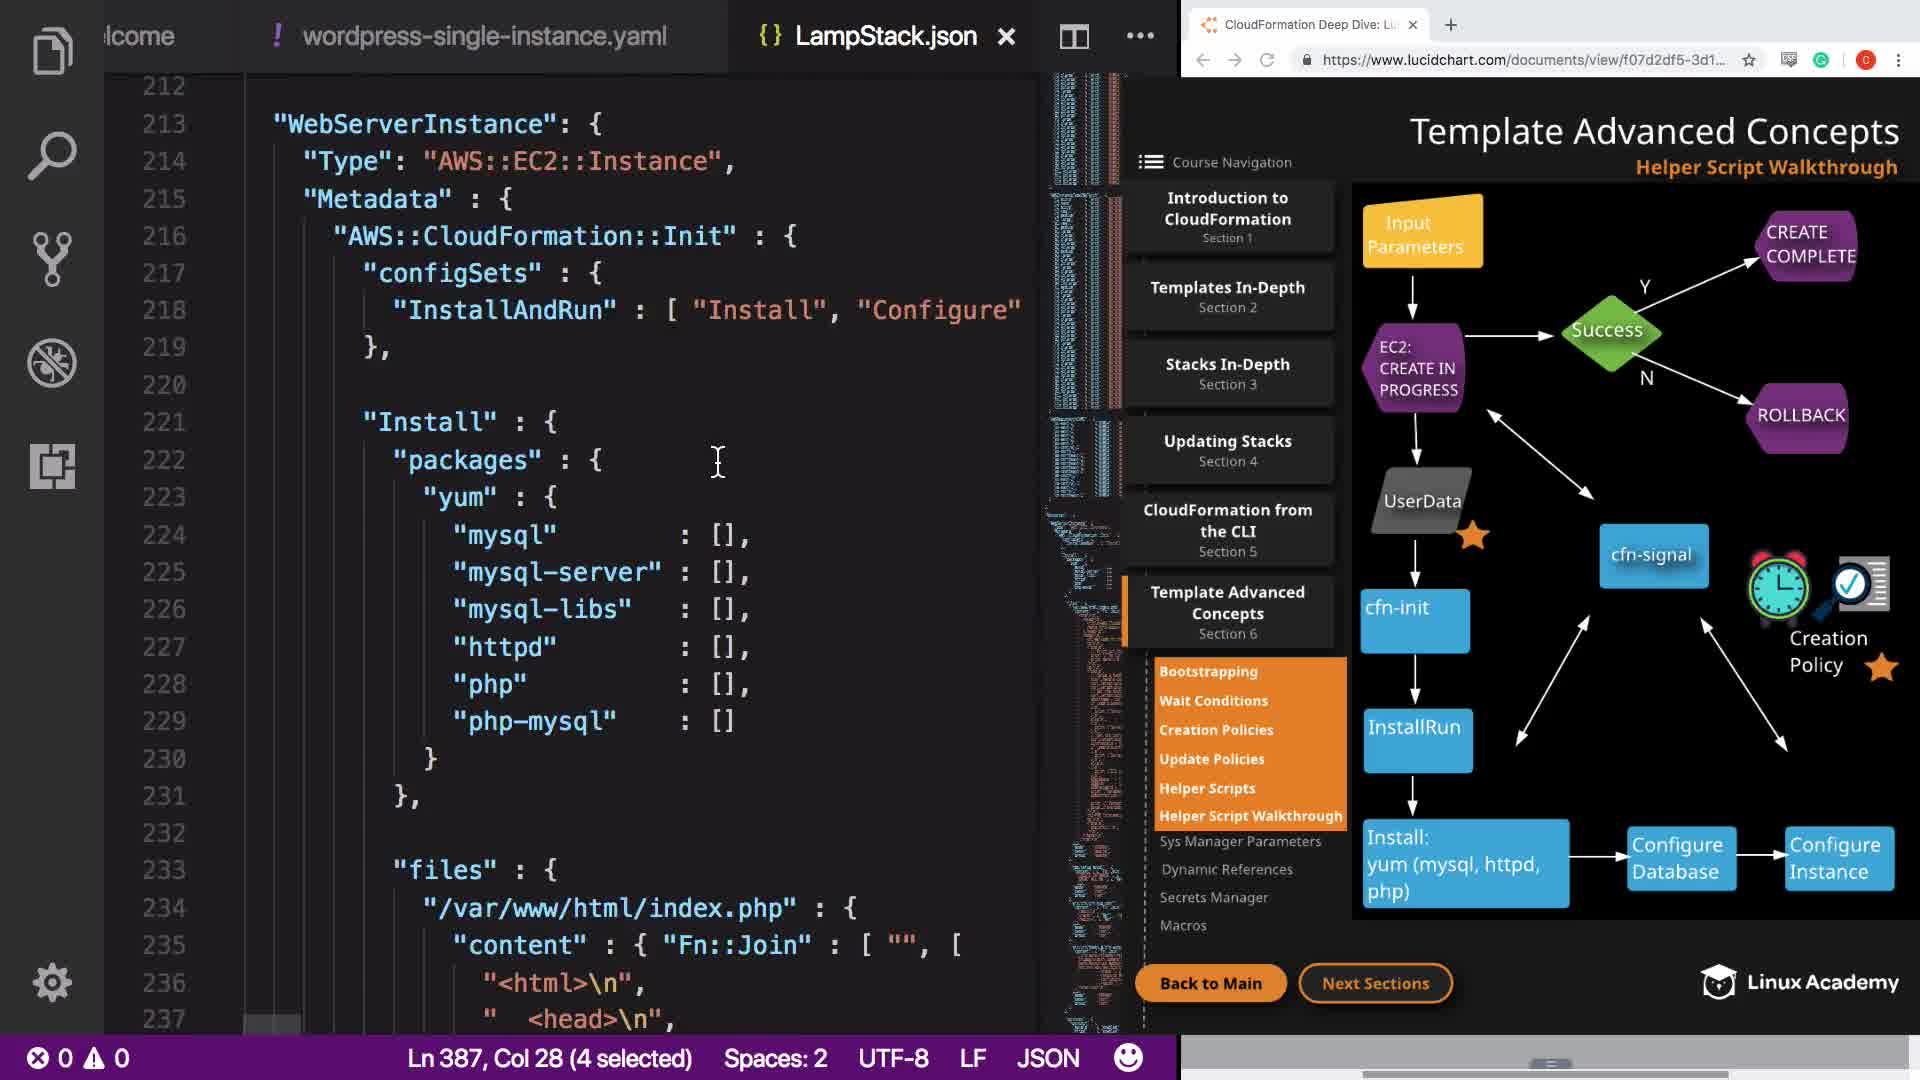 lcome
! wordpress-single-instance.yaml
{} LampStack.json
212
213 "WebServerInstance": {
214 "Type": "AWS::EC2::Instance",
215 "Metadata" : {
216 "AWS::CloudFormation::Init" : {
217 "configSets" : {
218 "InstallAndRun" : [ "Install", "Configure"
219 },
220
221 "Install" : {
222 "packages" : {
223 "yum" : {
224 "mysql" : [],
225 "mysql-server" : [],
226 "mysql-libs" : [],
227 "httpd" : [],
228 "php" : [],
229 "php-mysql" : []
230 }
231 },
232
233 "files" : {
234 "/var/www/html/index.php" : {
235 "content" : { "Fn::Join" : [ "", [
236 "<html>\n",
237 " <head>\n",
0 0 Ln 387, Col 28 (4 selected) Spaces: 2 UTF-8 LF JSON
CloudFormation Deep Dive: Lu
https://www.lucidchart.com/documents/view/f07d2df5-3d1...
C
Template Advanced Concepts
Helper Script Walkthrough
Course Navigation
Introduction to
CloudFormation
Section 1
Templates In-Depth
Section 2
Stacks In-Depth
Section 3
Updating Stacks
Section 4
CloudFormation from
the CLI
Section 5
Template Advanced
Concepts
Section 6
Bootstrapping
Wait Conditions
Creation Policies
Update Policies
Helper Scripts
Helper Script Walkthrough
Sys Manager Parameters
Dynamic References
Secrets Manager
Macros
Back to Main
Next Sections
Input
Parameters
EC2:
CREATE IN
PROGRESS
Success
Y
N
CREATE
COMPLETE
ROLLBACK
UserData
cfn-signal
cfn-init
Creation
Policy
InstallRun
Install:
yum (mysql, httpd,
php)
Configure
Database
Configure
Instance
Linux Academy